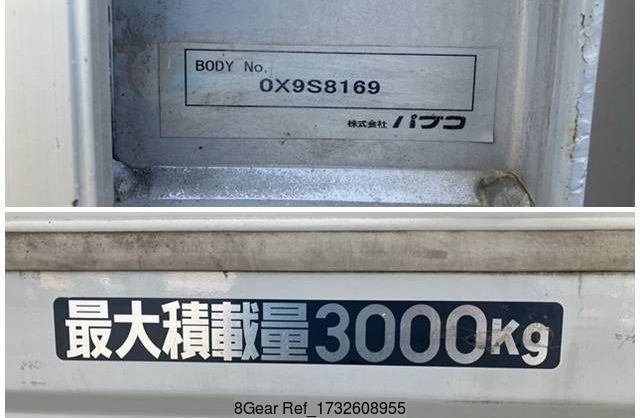 BODY No.
0X9S8169
株式会社 パブコ
最大積載量3000Kg
8Gear Ref_1732608955